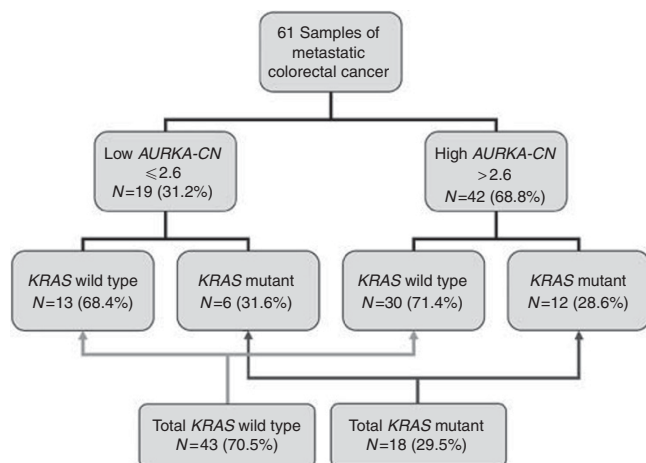 61 Samples of
metastatic
colorectal cancer
Low AURKA-CN
⩽2.6
N=19 (31.2%)
High AURKA-CN
>2.6
N=42 (68.8%)
KRAS wild type
N=13 (68.4%)
KRAS mutant
N=6 (31.6%)
KRAS wild type
N=30 (71.4%)
KRAS mutant
N=12 (28.6%)
Total KRAS wild type
N=43 (70.5%)
Total KRAS mutant
N=18 (29.5%)